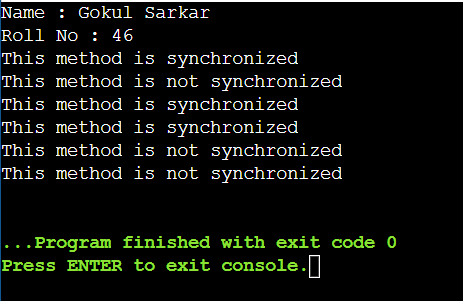 Name : Gokul Sarkar
Roll No : 46
This method is synchronized
This method is not synchronized
This method is synchronized
This method is synchronized
This method is not synchronized
This method is not synchronized
...Program finished with exit code 0
Press ENTER to exit console.